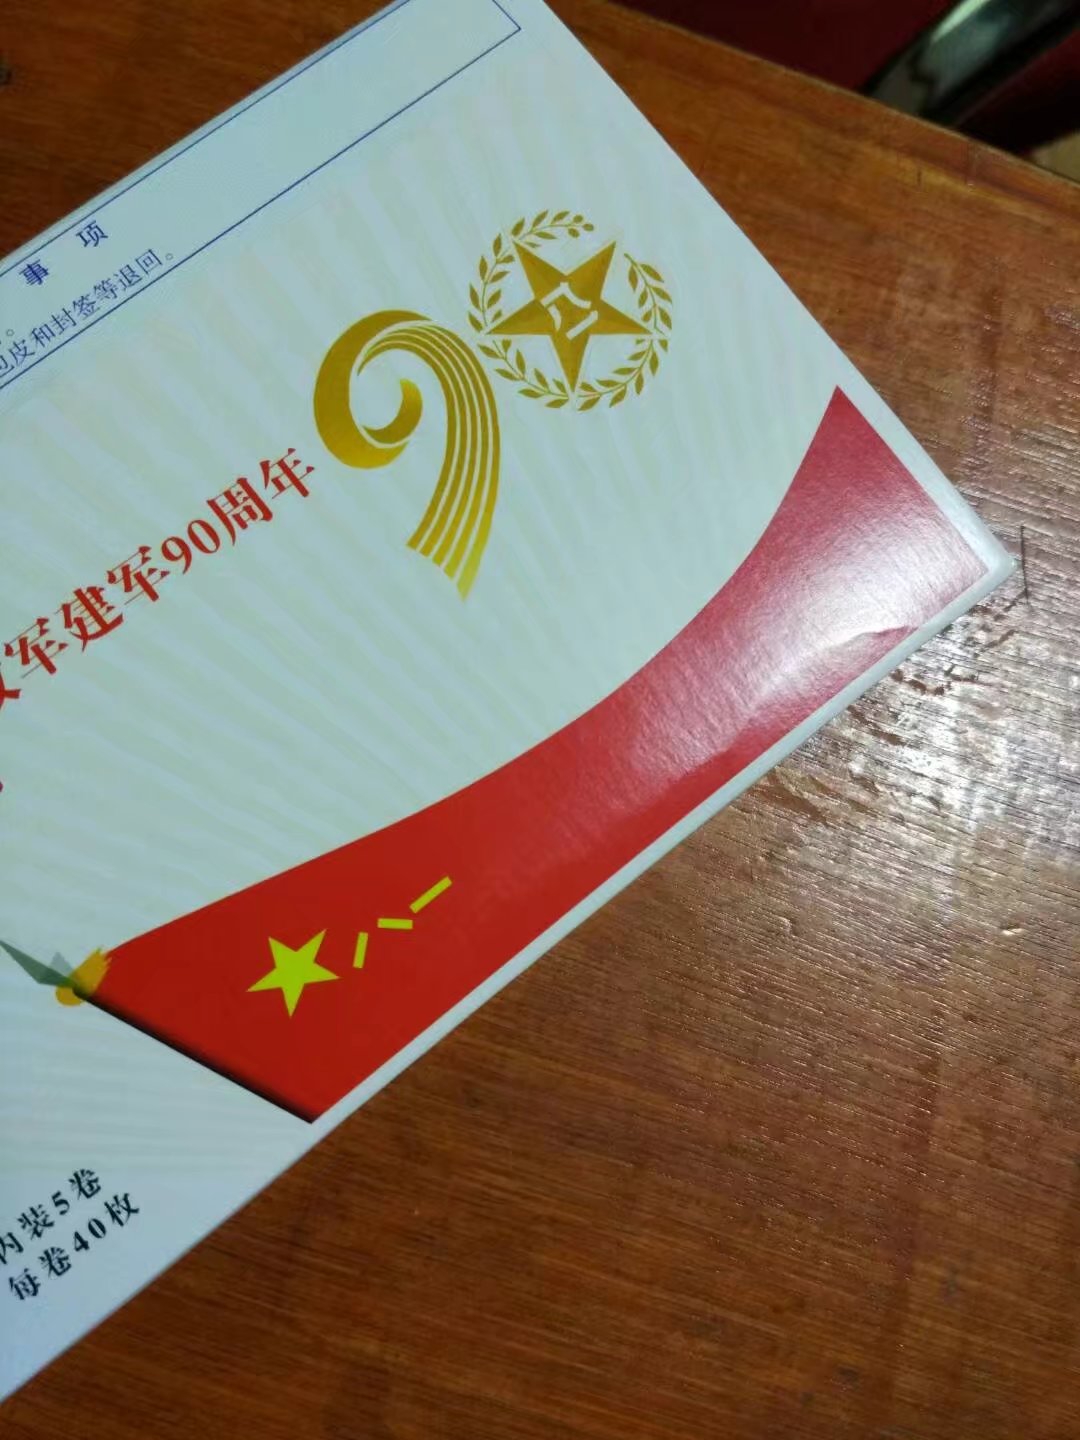 事 项
。
皮和封签等退回。
90
八一
军建军90周年
八一
内装5卷
每卷40枚